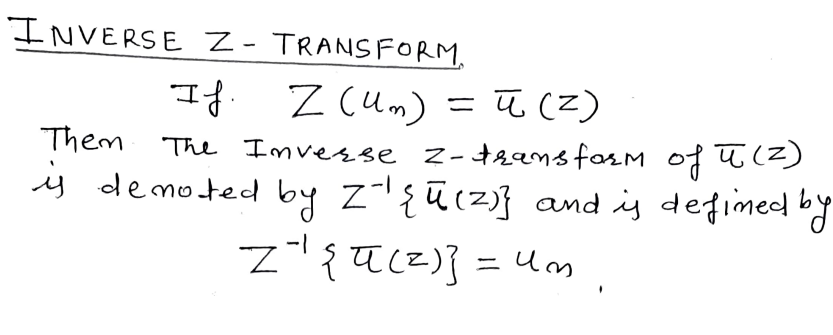 INVERSE Z - TRANSFORM.
If. Z (uₙ) = ū (z)
Then The Inverse z-transform of ū(z)
is denoted by Z⁻¹{ū(z)} and is defined by
Z⁻¹{ū(z)} = uₙ.